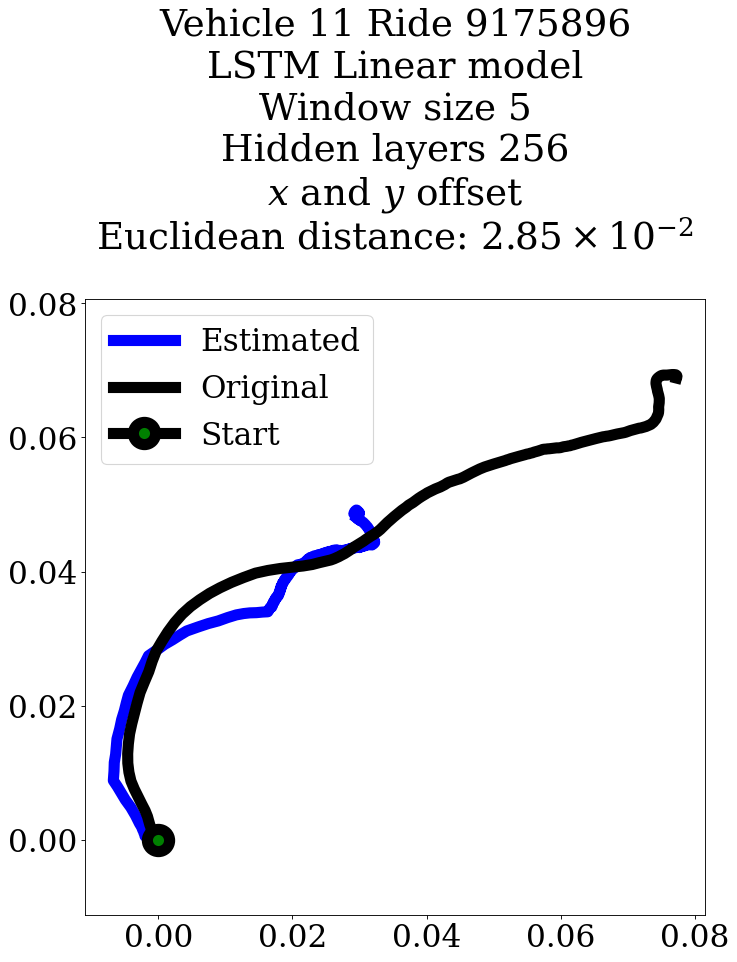 Vehicle 11 Ride 9175896
LSTM Linear model
Window size 5
Hidden layers 256
x and y offset
Euclidean distance: 2.85 × 10⁻²
0.08
0.06
0.04
0.02
0.00
Estimated
Original
Start
0.00 0.02 0.04 0.06 0.08